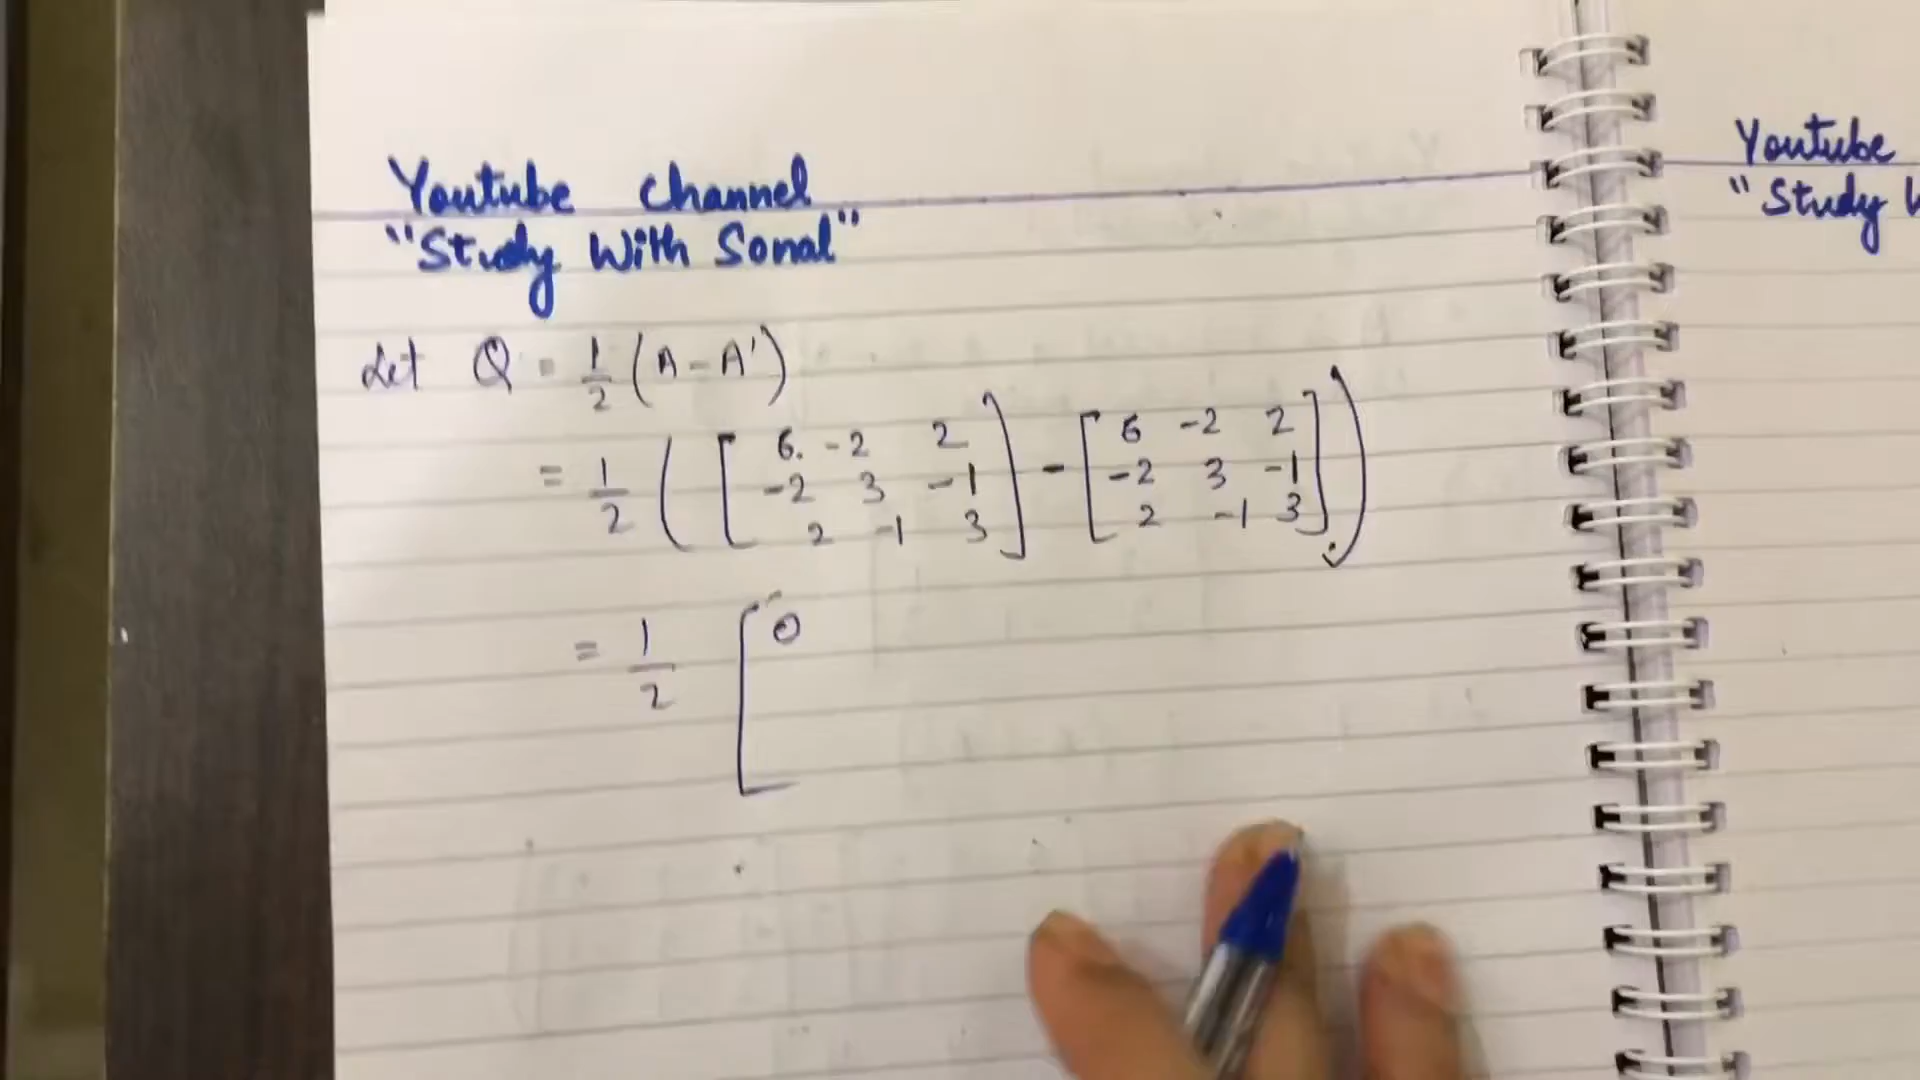 Youtube Channel
"Study With Sonal"
Let Q = 1/2 (A - A')
= 1/2 ( [ 6. -2 2
-2 3 -1
2 -1 3 ] - [ 6 -2 2
-2 3 -1
2 -1 3 ] )
= 1/2 [ 0
Youtube
"Study